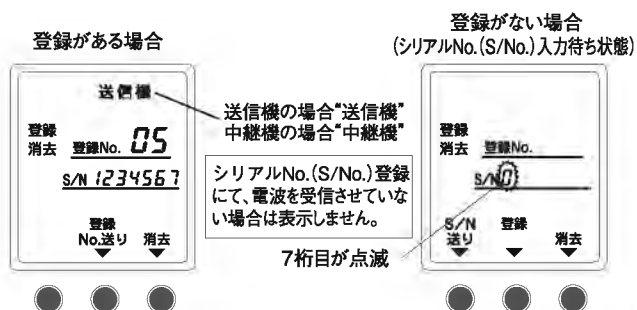 登録がある場合
送信機
登録
消去
登録No. 05
S/N 1234567
登録
No.送り 消去
送信機の場合“送信機”
中継機の場合“中継機”
シリアルNo.(S/No.)登録
にて、電波を受信させていな
い場合は表示しません。
7桁目が点滅
登録がない場合
(シリアルNo.(S/No.)入力待ち状態)
登録
消去
登録No.
S/N 0
S/N
送り 登録 消去